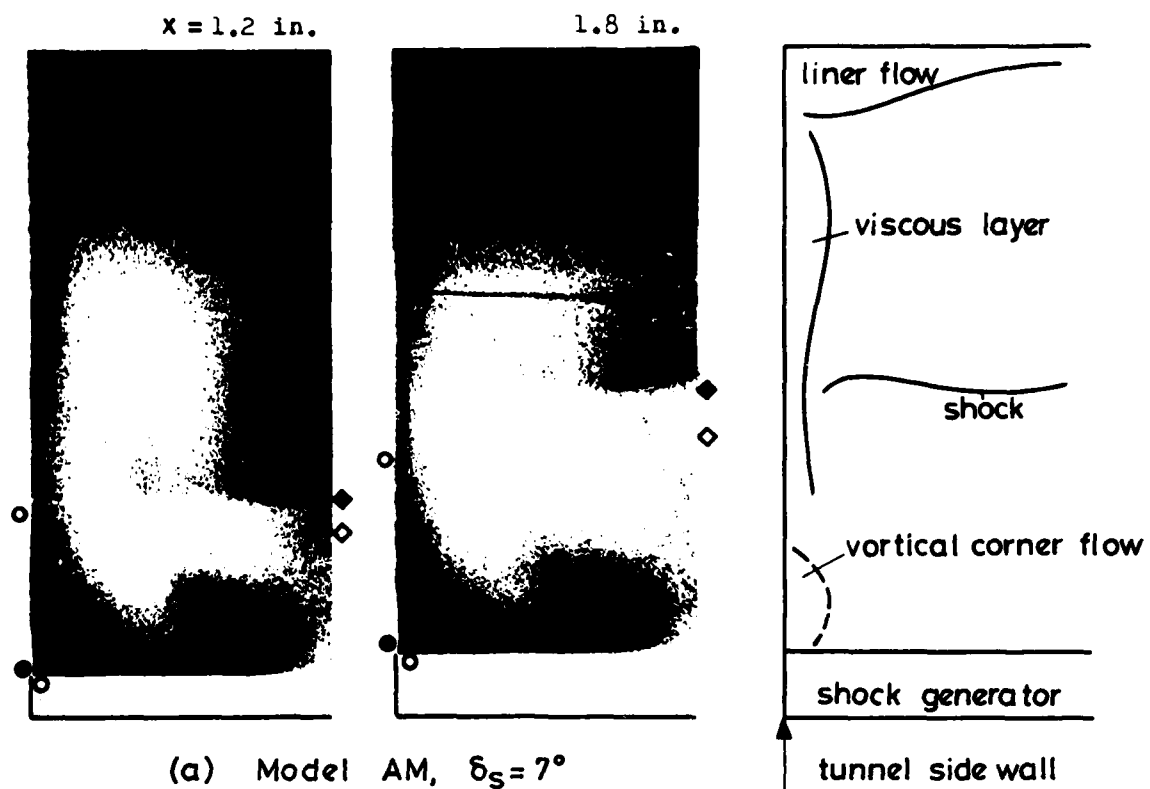 x = 1.2 in.
1.8 in.
liner flow
viscous layer
shock
vortical corner flow
shock generator
(a) Model AM, δs = 7°
tunnel side wall